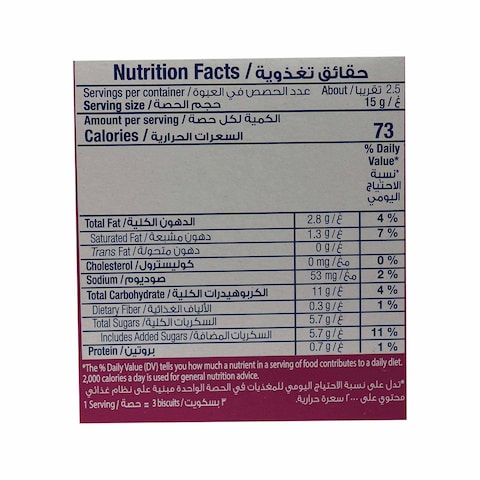 Nutrition Facts / حقائق تغذوية
Servings per container / عدد الحصص في العبوة About / تقريبا 2.5
Serving size / حجم الحصة 15 g / غ
Amount per serving / الكمية لكل حصة
Calories / السعرات الحرارية 73
% Daily
Value*
نسبة*
الاحتياج
اليومي
Total Fat / الدهون الكلية 2.8 g / غ 4 %
Saturated Fat / دهون مشبعة 1.3 g / غ 7 %
Trans Fat / دهون متحولة 0 g / غ
Cholesterol / كوليسترول 0 mg / مغ 0 %
Sodium / صوديوم 53 mg / مغ 2 %
Total Carbohydrate / الكربوهيدرات الكلية 11 g / غ 4 %
Dietary Fiber / الألياف الغذائية 0.3 g / غ 1 %
Total Sugars / السكريات الكلية 5.7 g / غ
Includes Added Sugars / السكريات المضافة 5.7 g / غ 11 %
Protein / بروتين 0.7 g / غ 1 %
*The % Daily Value (DV) tells you how much a nutrient in a serving of food contributes to a daily diet.
2,000 calories a day is used for general nutrition advice.
*تدل على نسبة الاحتياج اليومي للمغذيات في الحصة الواحدة مبنية على نظام غذائي
محتوي على ٢٠٠٠ سعرة حرارية.
1 Serving / حصة = 3 biscuits / ٣ بسكويت